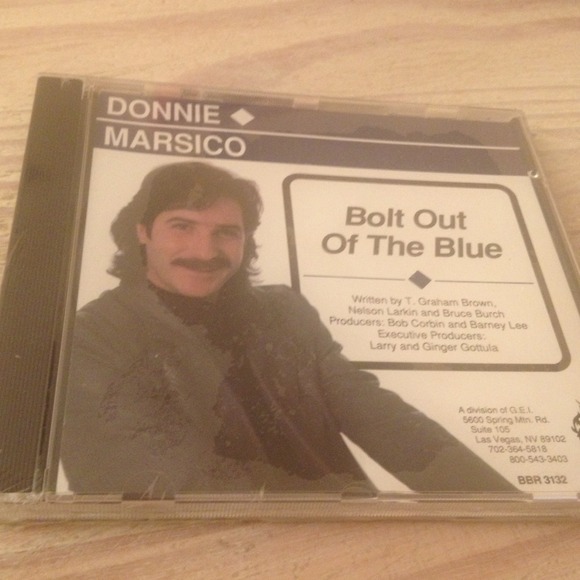 DONNIE
MARSICO
Bolt Out
Of The Blue
Written by T. Graham Brown,
Nelson Larkin and Bruce Burch
Producers: Bob Corbin and Barney Lee
Executive Producers:
Larry and Ginger Gottula
A division of G.E.I.
5600 Spring Mtn. Rd.
Suite 105
Las Vegas, NV 89102
702-364-5818
800-543-3403
BBR 3132